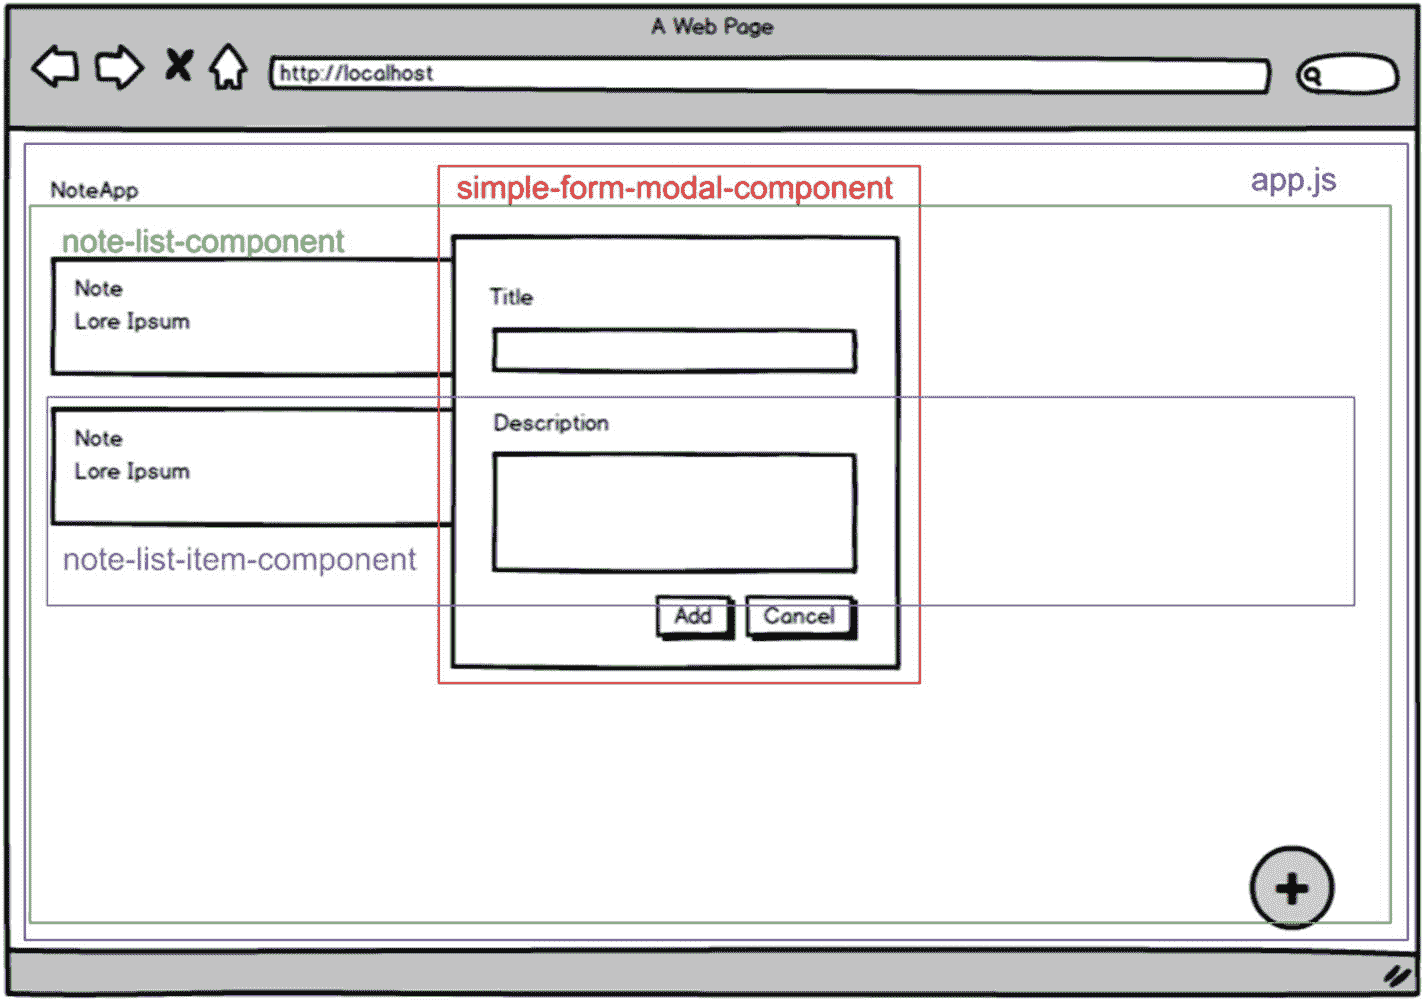 A Web Page
http://localhost
NoteApp
simple-form-modal-component
app.js
note-list-component
Note
Lore Ipsum
Title
Description
Note
Lore Ipsum
note-list-item-component
Add
Cancel